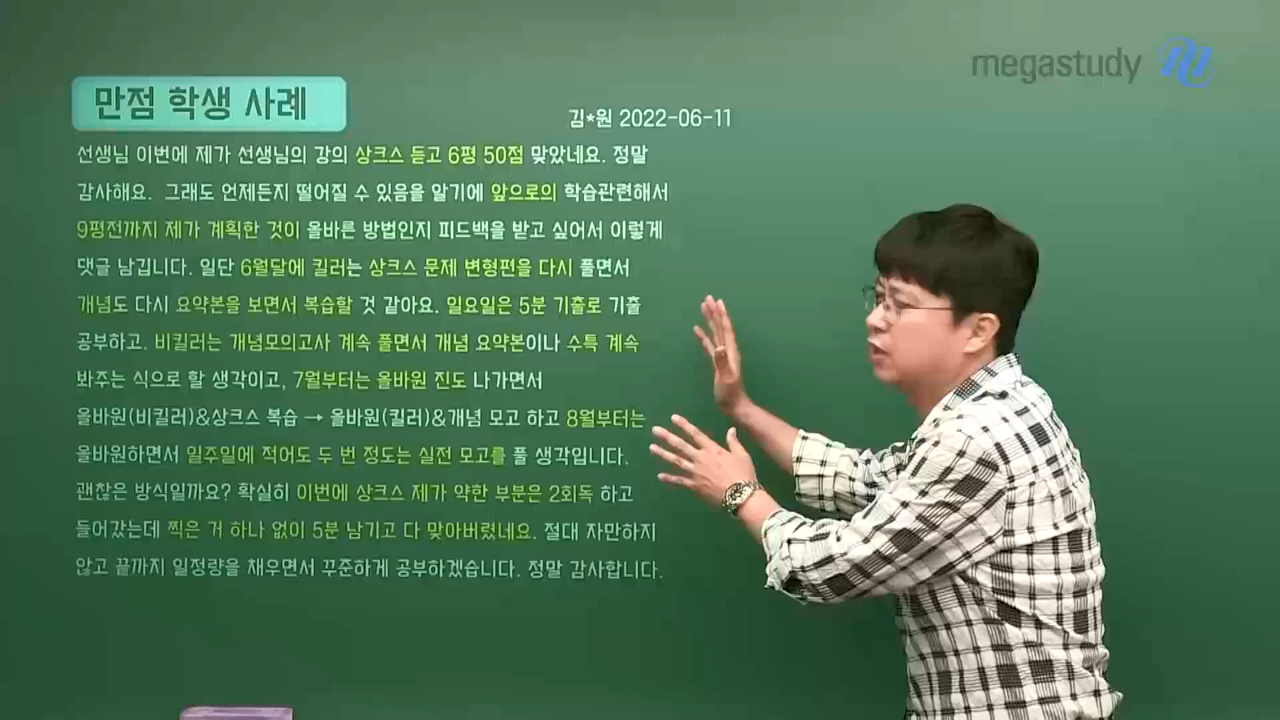 megastudy
만점 학생 사례
김*원 2022-06-11
선생님 이번에 제가 선생님의 강의 상크스 듣고 6평 50점 맞았네요. 정말
감사해요. 그래도 언제든지 떨어질 수 있음을 알기에 앞으로의 학습관련해서
9평전까지 제가 계획한 것이 올바른 방법인지 피드백을 받고 싶어서 이렇게
댓글 남깁니다. 일단 6월달에 킬러는 상크스 문제 변형편을 다시 풀면서
개념도 다시 요약본을 보면서 복습할 것 같아요. 일요일은 5분 기출로 기출
공부하고. 비킬러는 개념모의고사 계속 풀면서 개념 요약본이나 수특 계속
봐주는 식으로 할 생각이고, 7월부터는 올바원 진도 나가면서
올바원(비킬러)&상크스 복습 → 올바원(킬러)&개념 모고 하고 8월부터는
올바원하면서 일주일에 적어도 두 번 정도는 실전 모고를 풀 생각입니다.
괜찮은 방식일까요? 확실히 이번에 상크스 제가 약한 부분은 2회독 하고
들어갔는데 찍은 거 하나 없이 5분 남기고 다 맞아버렸네요. 절대 자만하지
않고 끝까지 일정량을 채우면서 꾸준하게 공부하겠습니다. 정말 감사합니다.